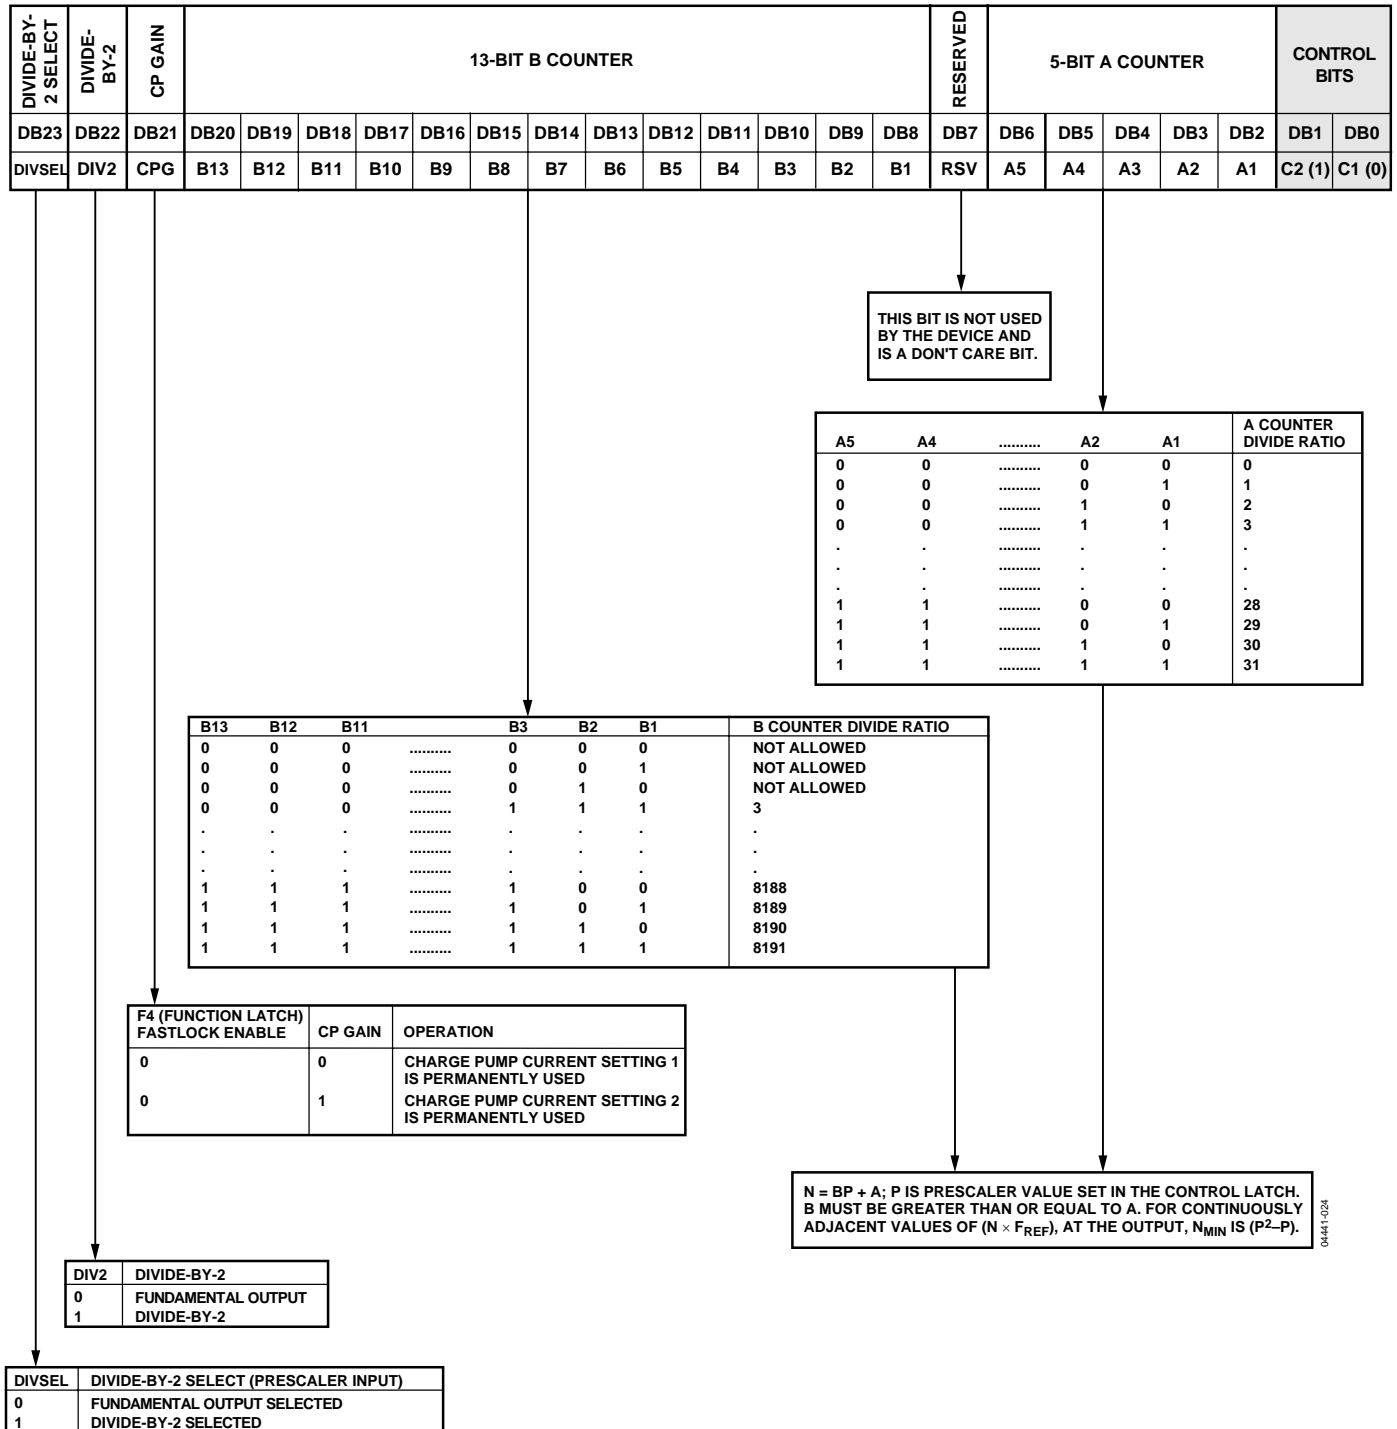 DIVIDE-BY-
2 SELECT
DIVIDE-
BY-2
CP GAIN
13-BIT B COUNTER
RESERVED
5-BIT A COUNTER
CONTROL
BITS
DB23 DB22 DB21 DB20 DB19 DB18 DB17 DB16 DB15 DB14 DB13 DB12 DB11 DB10 DB9 DB8 DB7 DB6 DB5 DB4 DB3 DB2 DB1 DB0
DIVSEL DIV2 CPG B13 B12 B11 B10 B9 B8 B7 B6 B5 B4 B3 B2 B1 RSV A5 A4 A3 A2 A1 C2 (1) C1 (0)
THIS BIT IS NOT USED
BY THE DEVICE AND
IS A DON'T CARE BIT.
A5 A4 .......... A2 A1 A COUNTER
DIVIDE RATIO
0 0 .......... 0 0 0
0 0 .......... 0 1 1
0 0 .......... 1 0 2
0 0 .......... 1 1 3
. . .......... . . .
. . .......... . . .
. . .......... . . .
1 1 .......... 0 0 28
1 1 .......... 0 1 29
1 1 .......... 1 0 30
1 1 .......... 1 1 31
B13 B12 B11 B3 B2 B1 B COUNTER DIVIDE RATIO
0 0 0 .......... 0 0 0 NOT ALLOWED
0 0 0 .......... 0 0 1 NOT ALLOWED
0 0 0 .......... 0 1 0 NOT ALLOWED
0 0 0 .......... 1 1 1 3
. . . .......... . . . .
. . . .......... . . . .
. . . .......... . . . .
1 1 1 .......... 1 0 0 8188
1 1 1 .......... 1 0 1 8189
1 1 1 .......... 1 1 0 8190
1 1 1 .......... 1 1 1 8191
F4 (FUNCTION LATCH)
FASTLOCK ENABLE CP GAIN OPERATION
0 0 CHARGE PUMP CURRENT SETTING 1
IS PERMANENTLY USED
0 1 CHARGE PUMP CURRENT SETTING 2
IS PERMANENTLY USED
N = BP + A; P IS PRESCALER VALUE SET IN THE CONTROL LATCH.
B MUST BE GREATER THAN OR EQUAL TO A. FOR CONTINUOUSLY
ADJACENT VALUES OF (N × FREF), AT THE OUTPUT, NMIN IS (P²–P).
04441-024
DIV2 DIVIDE-BY-2
0 FUNDAMENTAL OUTPUT
1 DIVIDE-BY-2
DIVSEL DIVIDE-BY-2 SELECT (PRESCALER INPUT)
0 FUNDAMENTAL OUTPUT SELECTED
1 DIVIDE-BY-2 SELECTED